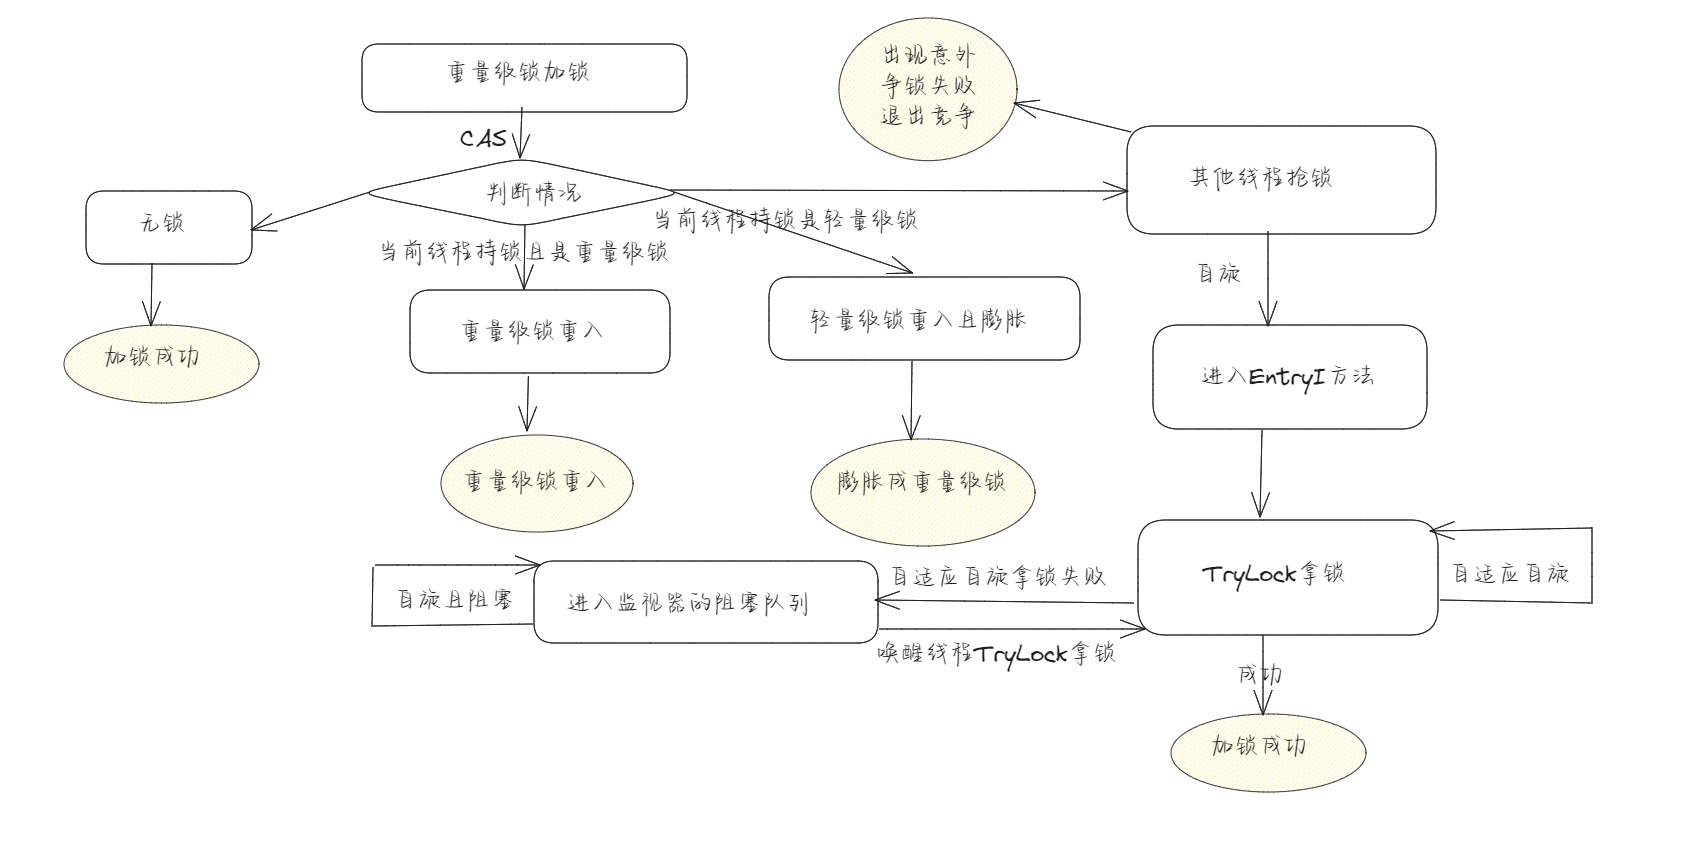 重量级锁加锁
出现意外
争锁失败
退出竞争
CAS
判断情况
其他线程抢锁
无锁
当前线程持锁是轻量级锁
当前线程持锁且是重量级锁
自旋
重量级锁重入
轻量级锁重入且膨胀
加锁成功
进入EntryI方法
重量级锁重入
膨胀成重量级锁
TryLock拿锁
自适应自旋
自适应自旋拿锁失败
自旋且阻塞
进入监视器的阻塞队列
唤醒线程TryLock拿锁
成功
加锁成功